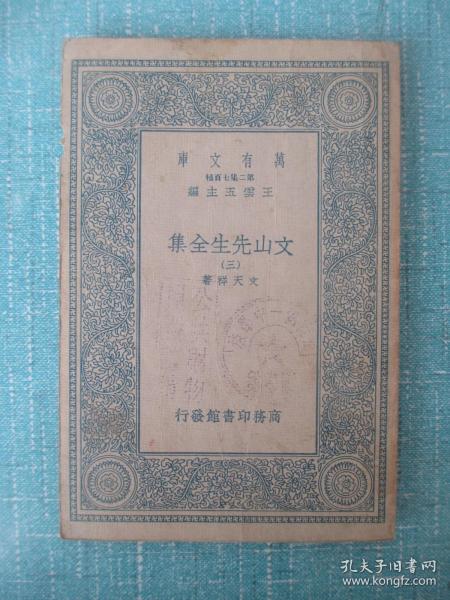 萬有文庫
第二集七百種
王雲五主編
文山先生全集
(三)
文天祥著
商務印書館發行
孔夫子旧书网
www.kongfz.com